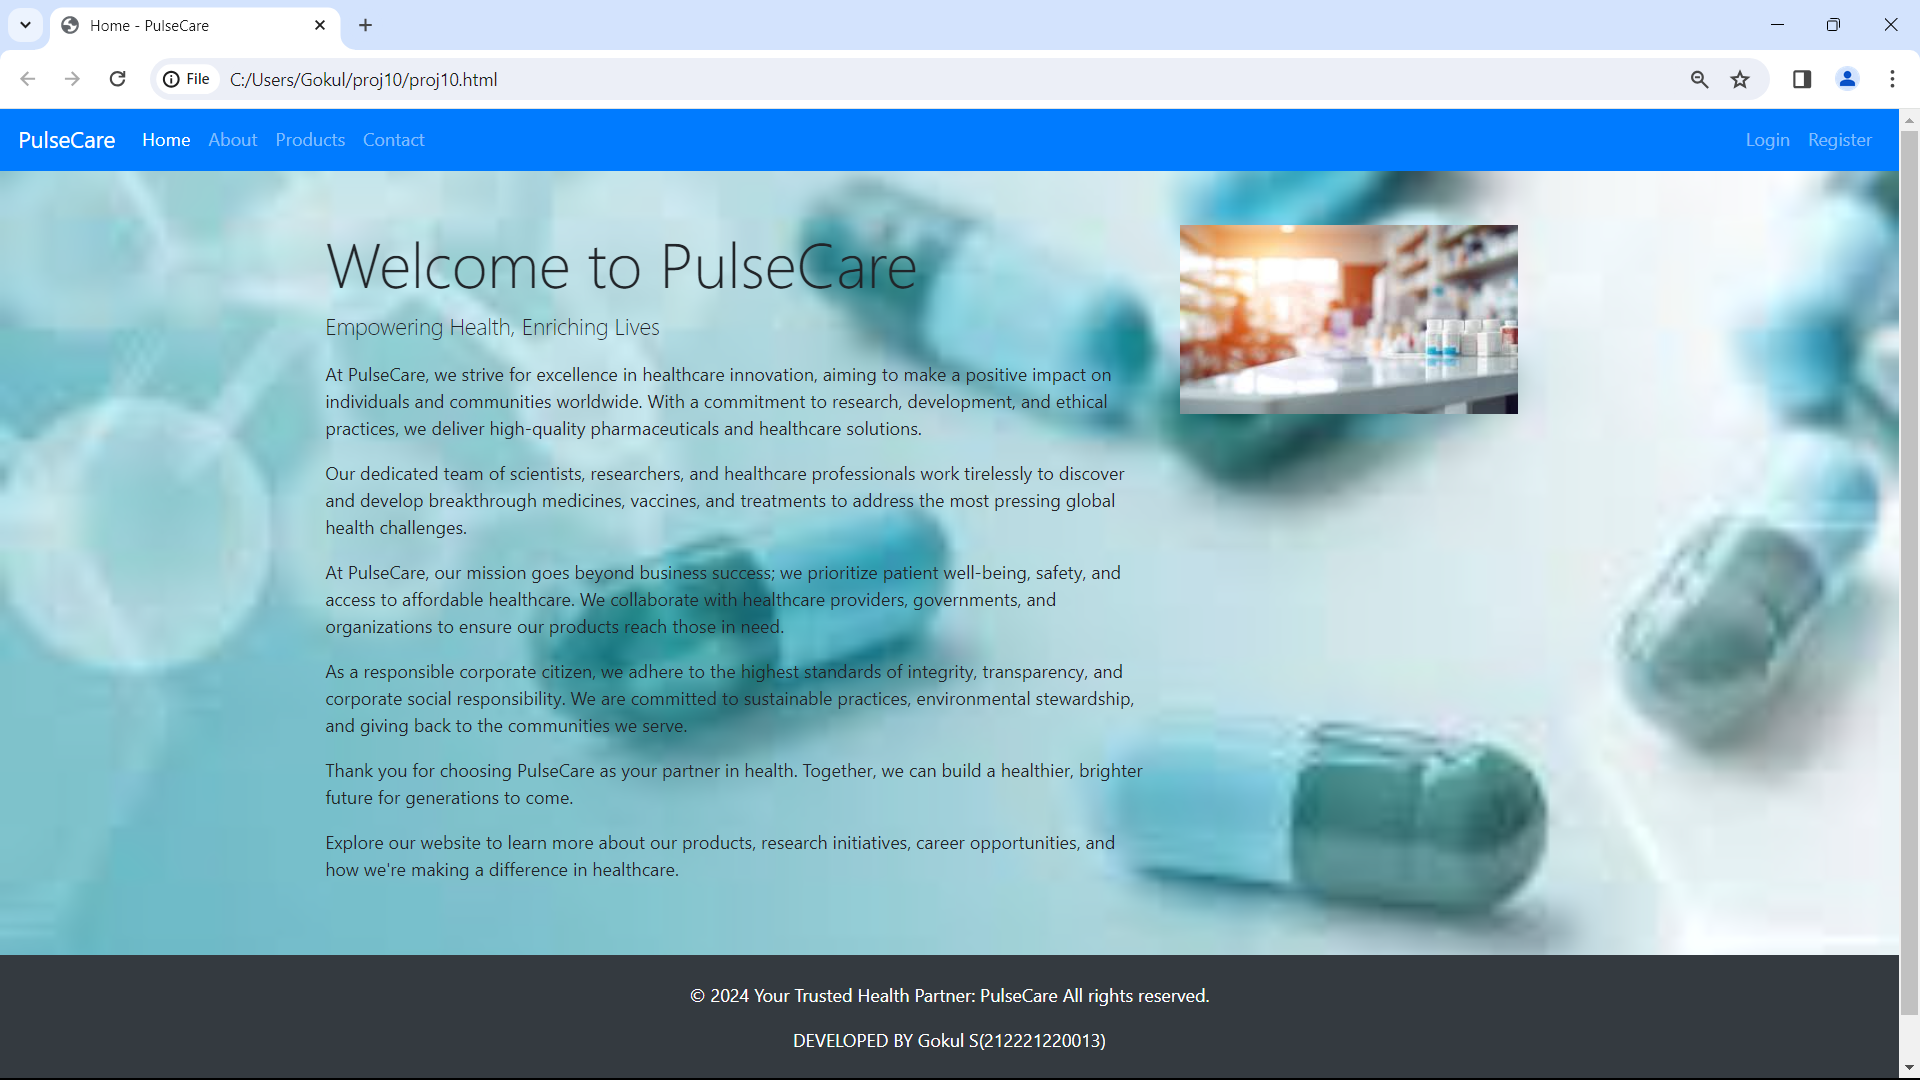 Home - PulseCare
File
C:/Users/Gokul/proj10/proj10.html
PulseCare Home About Products Contact Login Register
Welcome to PulseCare
Empowering Health, Enriching Lives
At PulseCare, we strive for excellence in healthcare innovation, aiming to make a positive impact on
individuals and communities worldwide. With a commitment to research, development, and ethical
practices, we deliver high-quality pharmaceuticals and healthcare solutions.
Our dedicated team of scientists, researchers, and healthcare professionals work tirelessly to discover
and develop breakthrough medicines, vaccines, and treatments to address the most pressing global
health challenges.
At PulseCare, our mission goes beyond business success; we prioritize patient well-being, safety, and
access to affordable healthcare. We collaborate with healthcare providers, governments, and
organizations to ensure our products reach those in need.
As a responsible corporate citizen, we adhere to the highest standards of integrity, transparency, and
corporate social responsibility. We are committed to sustainable practices, environmental stewardship,
and giving back to the communities we serve.
Thank you for choosing PulseCare as your partner in health. Together, we can build a healthier, brighter
future for generations to come.
Explore our website to learn more about our products, research initiatives, career opportunities, and
how we're making a difference in healthcare.
© 2024 Your Trusted Health Partner: PulseCare All rights reserved.
DEVELOPED BY Gokul S(212221220013)